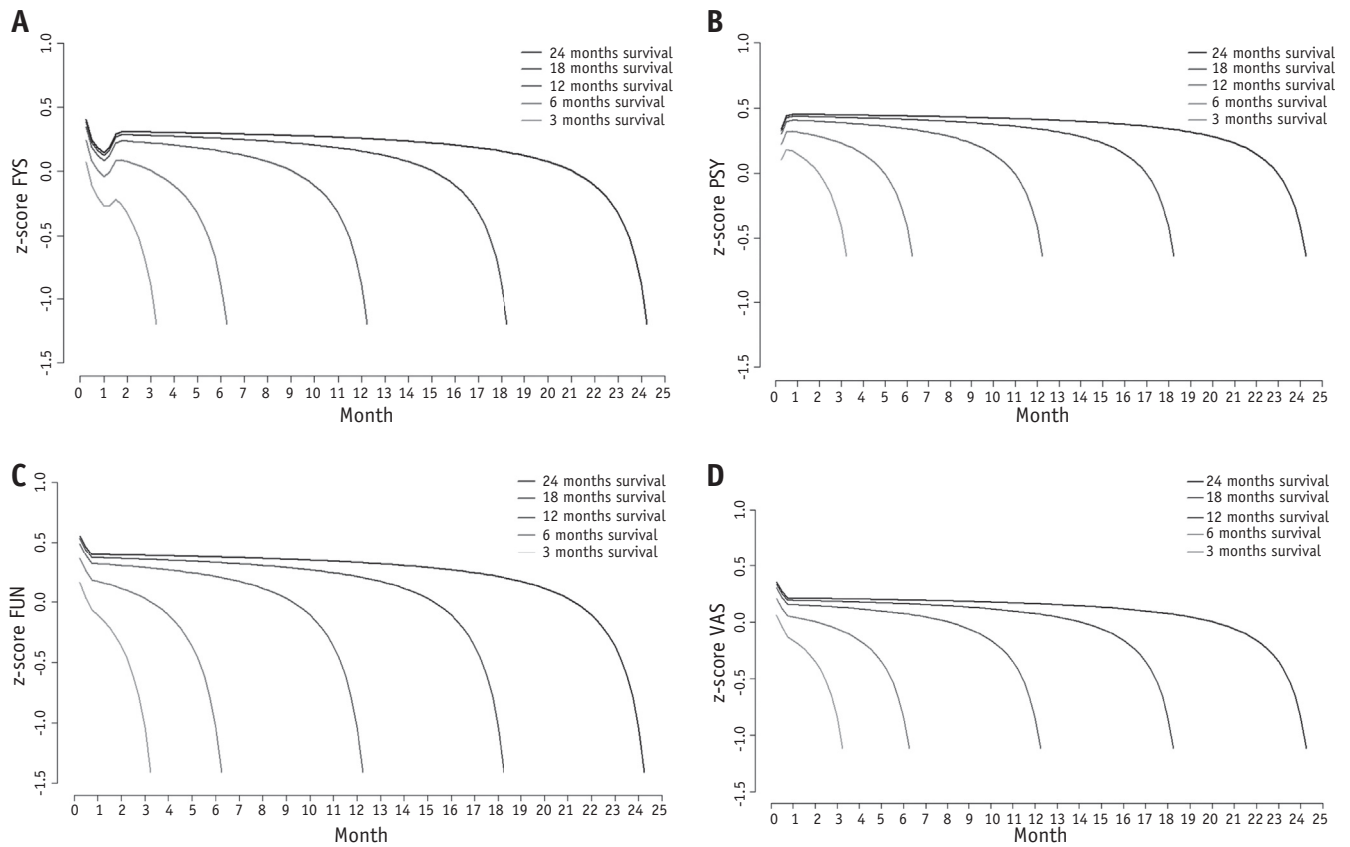 A
z-score FYS
1.0
0.5
0.0
-0.5
-1.0
-1.5
24 months survival
18 months survival
12 months survival
6 months survival
3 months survival
0 1 2 3 4 5 6 7 8 9 10 11 12 13 14 15 16 17 18 19 20 21 22 23 24 25
Month
B
z-score PSY
1.0
0.5
0.0
-0.5
-1.0
-1.5
24 months survival
18 months survival
12 months survival
6 months survival
3 months survival
0 1 2 3 4 5 6 7 8 9 10 11 12 13 14 15 16 17 18 19 20 21 22 23 24 25
Month
C
z-score FUN
1.0
0.5
0.0
-0.5
-1.0
-1.5
24 months survival
18 months survival
12 months survival
6 months survival
3 months survival
0 1 2 3 4 5 6 7 8 9 10 11 12 13 14 15 16 17 18 19 20 21 22 23 24 25
Month
D
z-score VAS
1.0
0.5
0.0
-0.5
-1.0
-1.5
24 months survival
18 months survival
12 months survival
6 months survival
3 months survival
0 1 2 3 4 5 6 7 8 9 10 11 12 13 14 15 16 17 18 19 20 21 22 23 24 25
Month